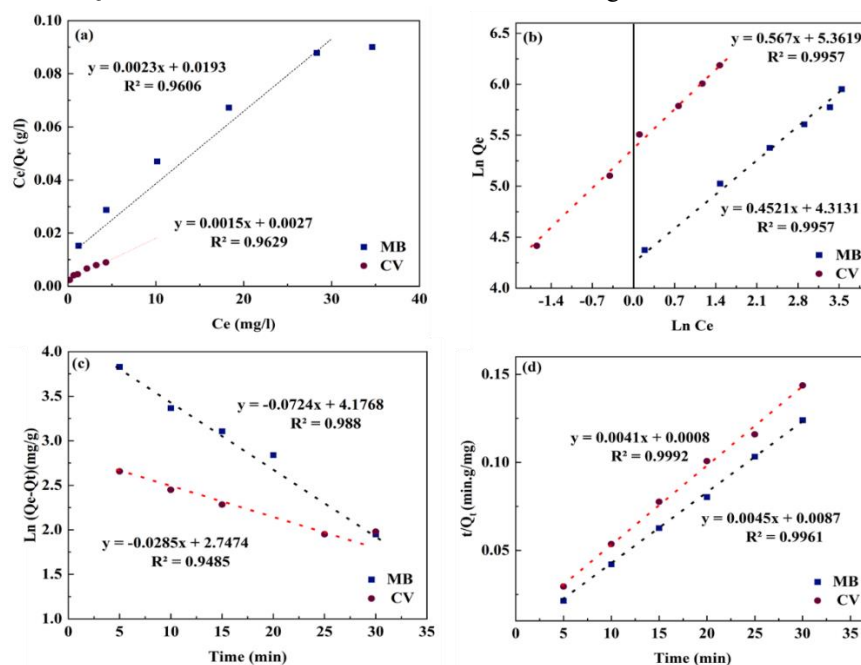 (a)
y = 0.0023x + 0.0193
R² = 0.9606
y = 0.0015x + 0.0027
R² = 0.9629
MB
CV
0.10
0.08
0.06
0.04
0.02
0.00
0 10 20 30 40
Ce/Qe (g/l)
Ce (mg/l)
(b)
y = 0.567x + 5.3619
R² = 0.9957
y = 0.4521x + 4.3131
R² = 0.9957
MB
CV
6.5
6.0
5.5
5.0
4.5
4.0
-1.4 -0.7 0.0 0.7 1.4 2.1 2.8 3.5
Ln Qe
Ln Ce
(c)
y = -0.0724x + 4.1768
R² = 0.988
y = -0.0285x + 2.7474
R² = 0.9485
MB
CV
4.0
3.5
3.0
2.5
2.0
1.5
1.0
0 5 10 15 20 25 30 35
Ln (Qe-Qt)(mg/g)
Time (min)
(d)
y = 0.0041x + 0.0008
R² = 0.9992
y = 0.0045x + 0.0087
R² = 0.9961
MB
CV
0.15
0.10
0.05
0 5 10 15 20 25 30 35
t/Qt (min.g/mg)
Time (min)